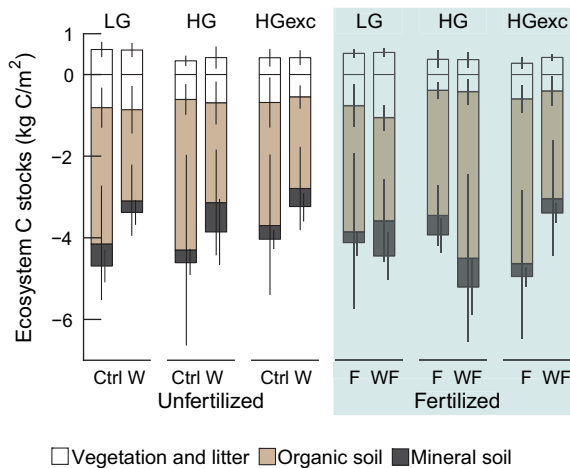 LG HG HGexc LG HG HGexc
Ecosystem C stocks (kg C/m²)
1
0
−2
−4
−6
Ctrl W Ctrl W Ctrl W F WF F WF F WF
Unfertilized Fertilized
Vegetation and litter Organic soil Mineral soil